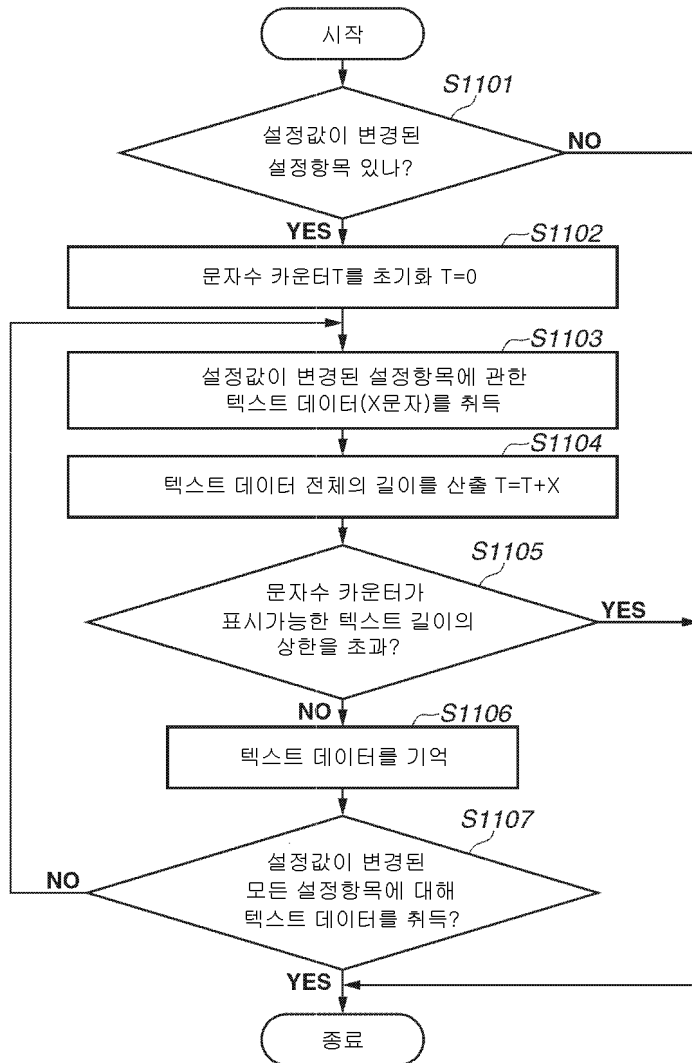 시작
S1101
설정값이 변경된
설정항목 있나?
NO
YES
S1102
문자수 카운터T를 초기화 T=0
S1103
설정값이 변경된 설정항목에 관한
텍스트 데이터(X문자)를 취득
S1104
텍스트 데이터 전체의 길이를 산출 T=T+X
S1105
문자수 카운터가
표시가능한 텍스트 길이의
상한을 초과?
YES
NO
S1106
텍스트 데이터를 기억
S1107
설정값이 변경된
모든 설정항목에 대해
텍스트 데이터를 취득?
NO
YES
종료